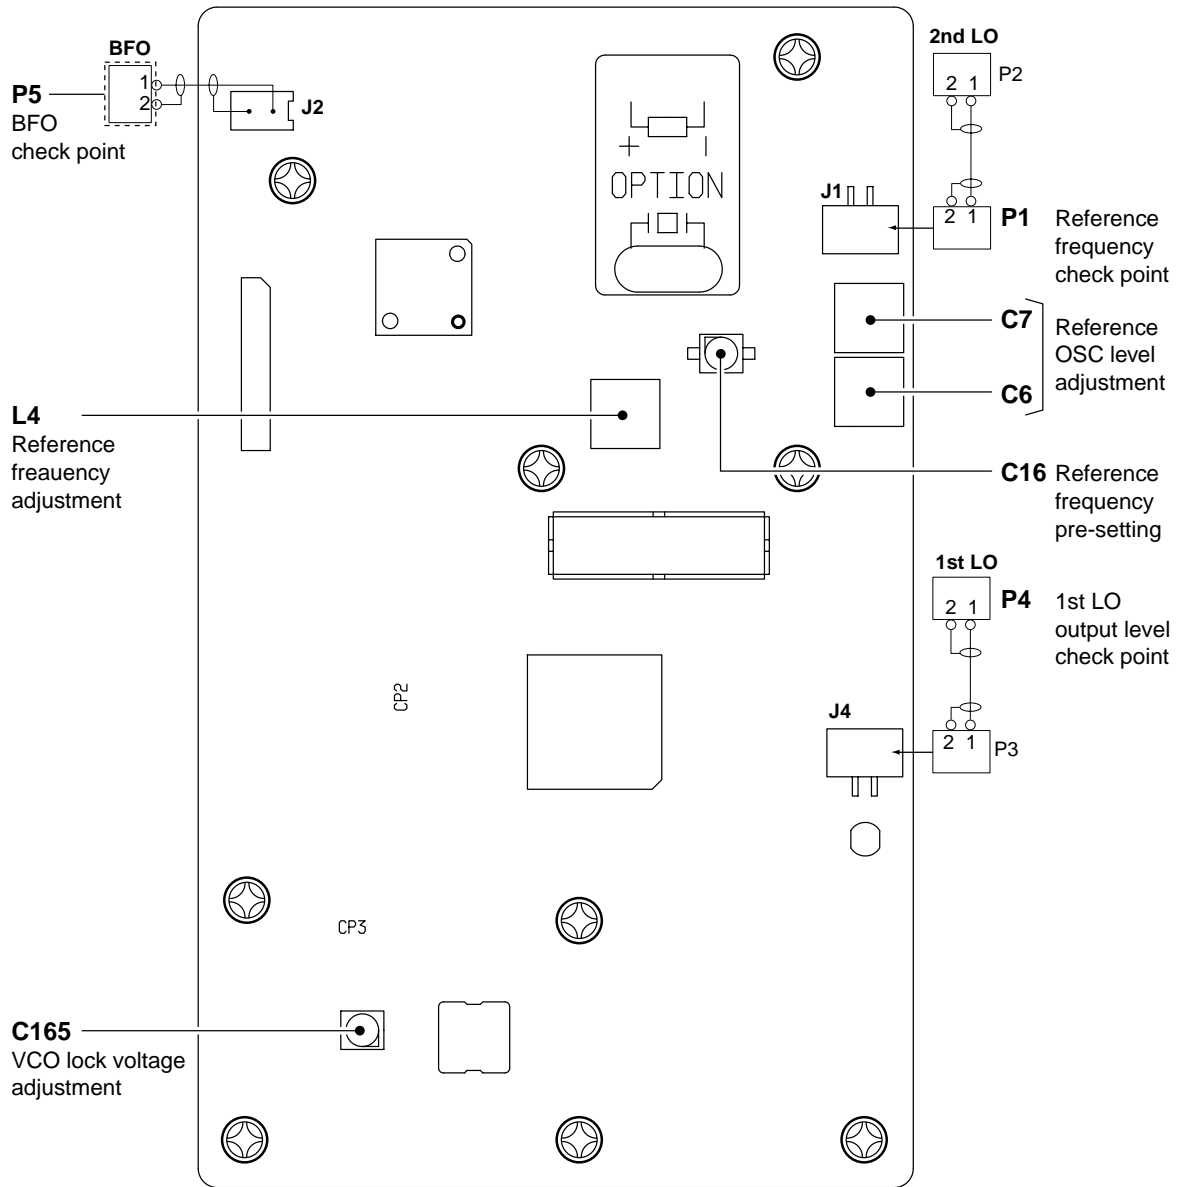 BFO
1
2
P5
BFO
check point
J2
+ −
OPTION
2nd LO
2 1
P2
J1
2 1
P1
Reference
frequency
check point
C7
C6
Reference
OSC level
adjustment
L4
Reference
freauency
adjustment
C16
Reference
frequency
pre-setting
1st LO
2 1
P4
1st LO
output level
check point
CP2
J4
2 1
P3
CP3
C165
VCO lock voltage
adjustment